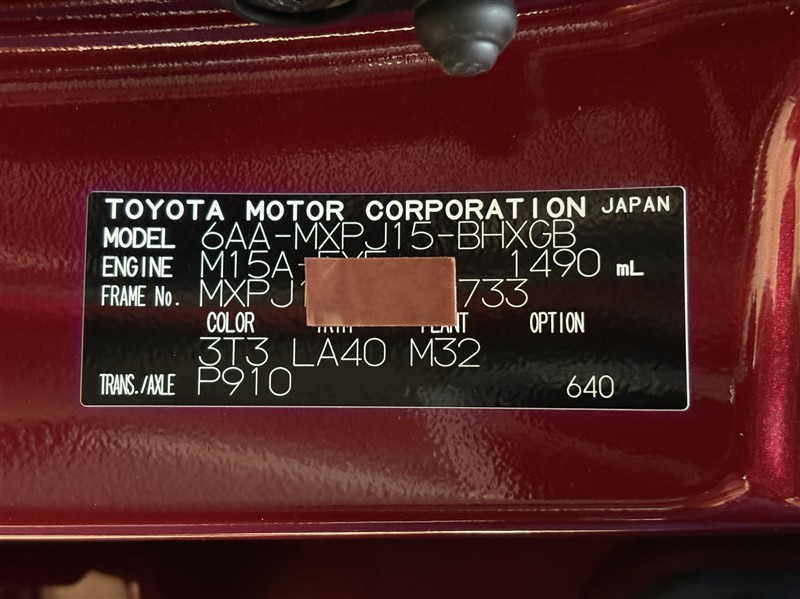 TOYOTA MOTOR CORPORATION JAPAN
MODEL 6AA-MXPJ15-BHXGB
ENGINE M15A- 1490 mL
FRAME No. MXPJ1 733
COLOR OPTION
3T3 LA40 M32
TRANS./AXLE P910 640